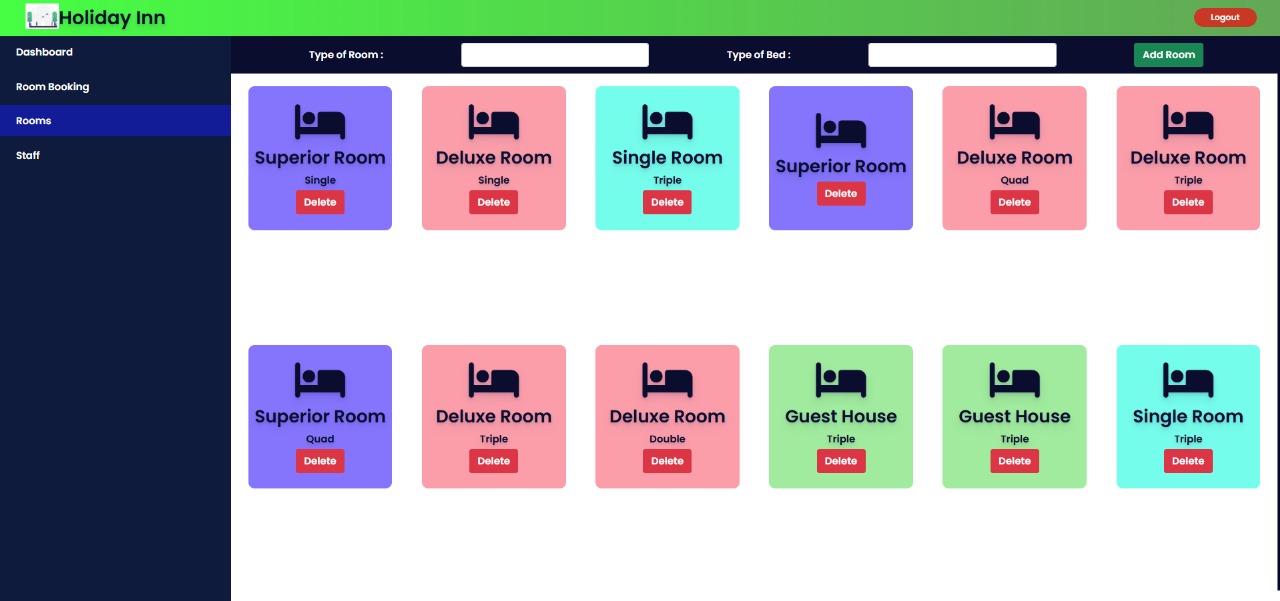 Holiday Inn
Logout
Dashboard
Room Booking
Rooms
Staff
Type of Room :
Type of Bed :
Add Room
Superior Room
Single
Delete
Deluxe Room
Single
Delete
Single Room
Triple
Delete
Superior Room
Delete
Deluxe Room
Quad
Delete
Deluxe Room
Triple
Delete
Superior Room
Quad
Delete
Deluxe Room
Triple
Delete
Deluxe Room
Double
Delete
Guest House
Triple
Delete
Guest House
Triple
Delete
Single Room
Triple
Delete